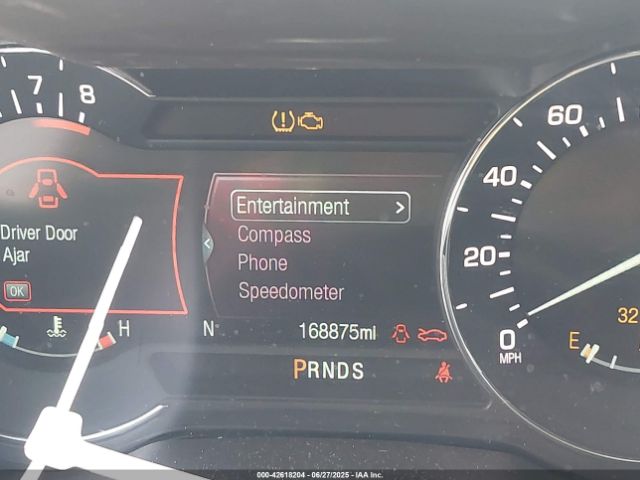 7 8
Driver Door
Ajar
OK
H
Entertainment >
Compass
Phone
Speedometer
N
168875mi
PRNDS
60
40
20
0
MPH
E
32
000-42618204 - 06/27/2025 - IAA Inc.